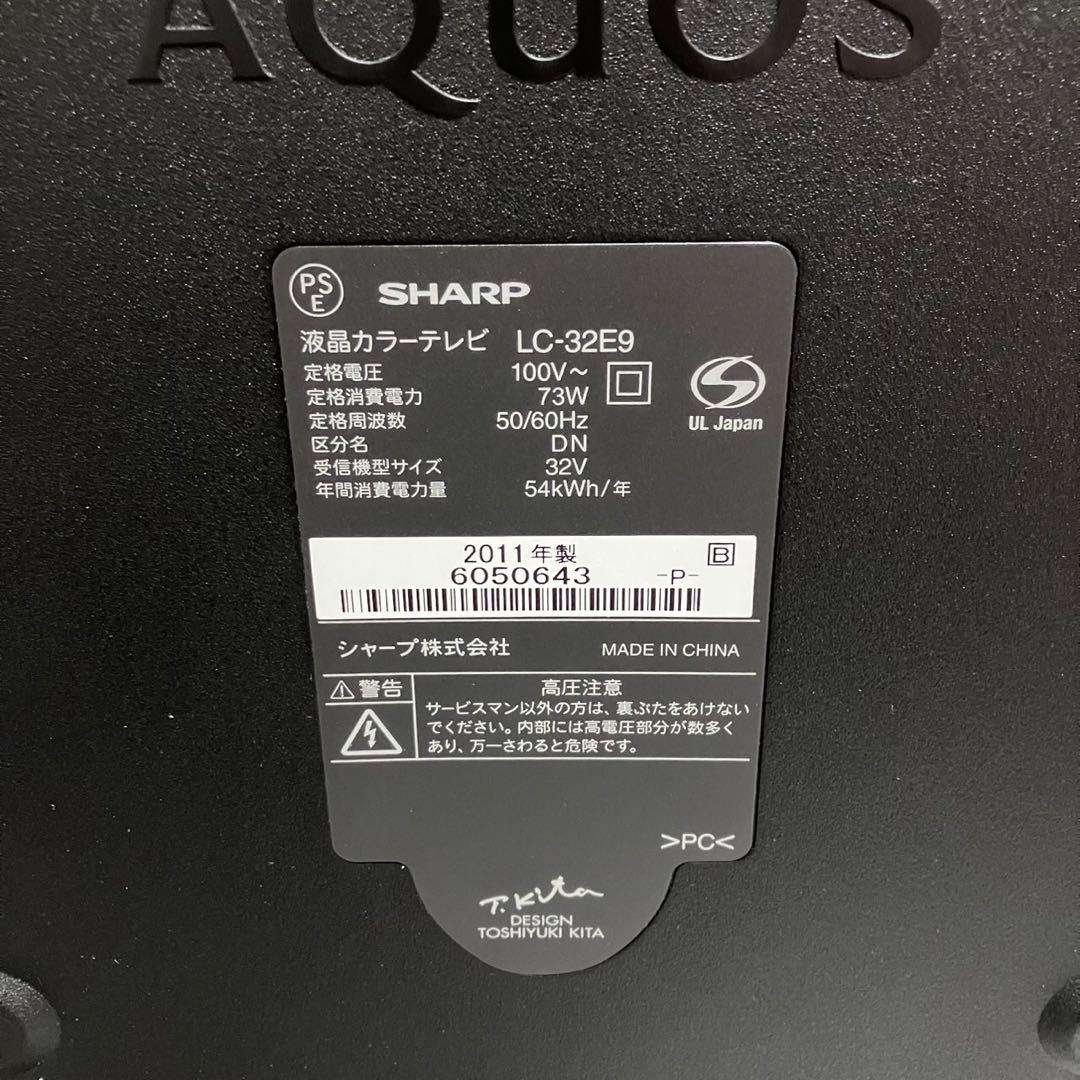 AQUOS
PSE SHARP
液晶カラーテレビ LC-32E9
定格電圧 100V～
定格消費電力 73W
定格周波数 50/60Hz
区分名 DN
受信機型サイズ 32V
年間消費電力量 54kWh/年
UL Japan
2011年製 B
6050643 -P-
シャープ株式会社 MADE IN CHINA
⚠警告 高圧注意
サービスマン以外の方は、裏ぶたをあけない
でください。内部には高電圧部分が数多く
あり、万一さわると危険です。
>PC<
T.Kita
DESIGN
TOSHIYUKI KITA